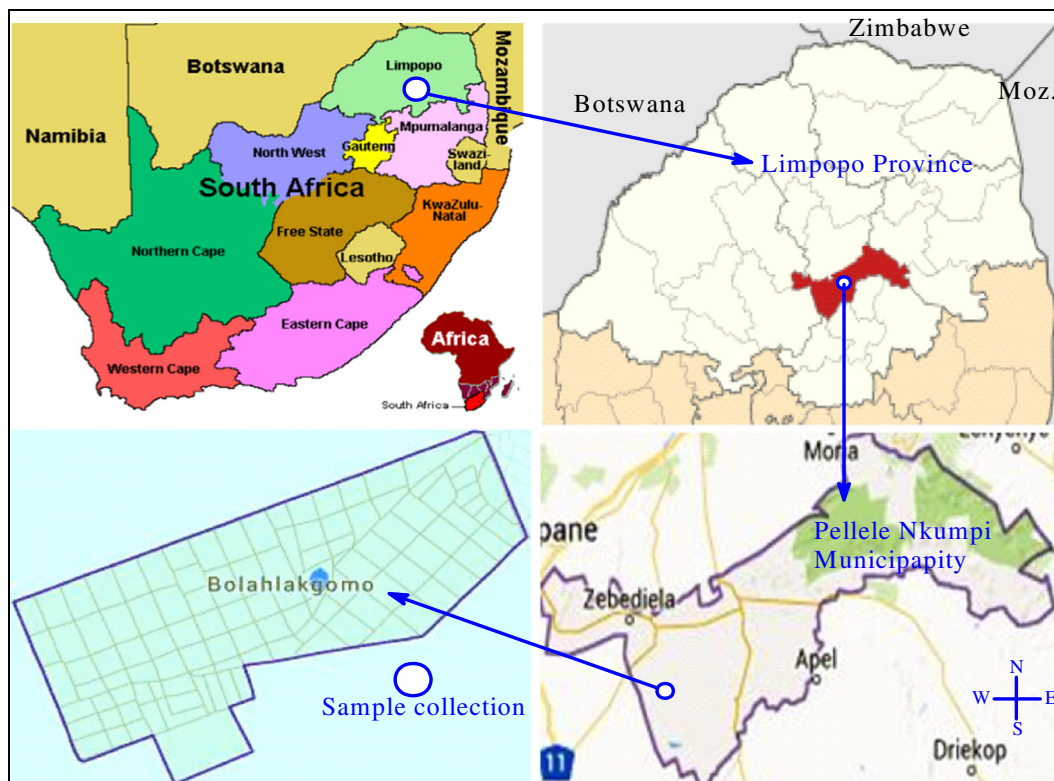 Botswana
Limpopo
Mozambique
Namibia
North West
Gauteng
Mpumalanga
Swazi-
land
South Africa
KwaZulu-
Natal
Free State
Northern Cape
Lesotho
Eastern Cape
Western Cape
Africa
South Africa
Zimbabwe
Botswana
Moz.
Limpopo Province
Bolahlakgomo
Sample collection
Moria
pane
Pellele Nkumpi
Municipapity
Zebediela
Apel
N
W
E
S
11
Driekop